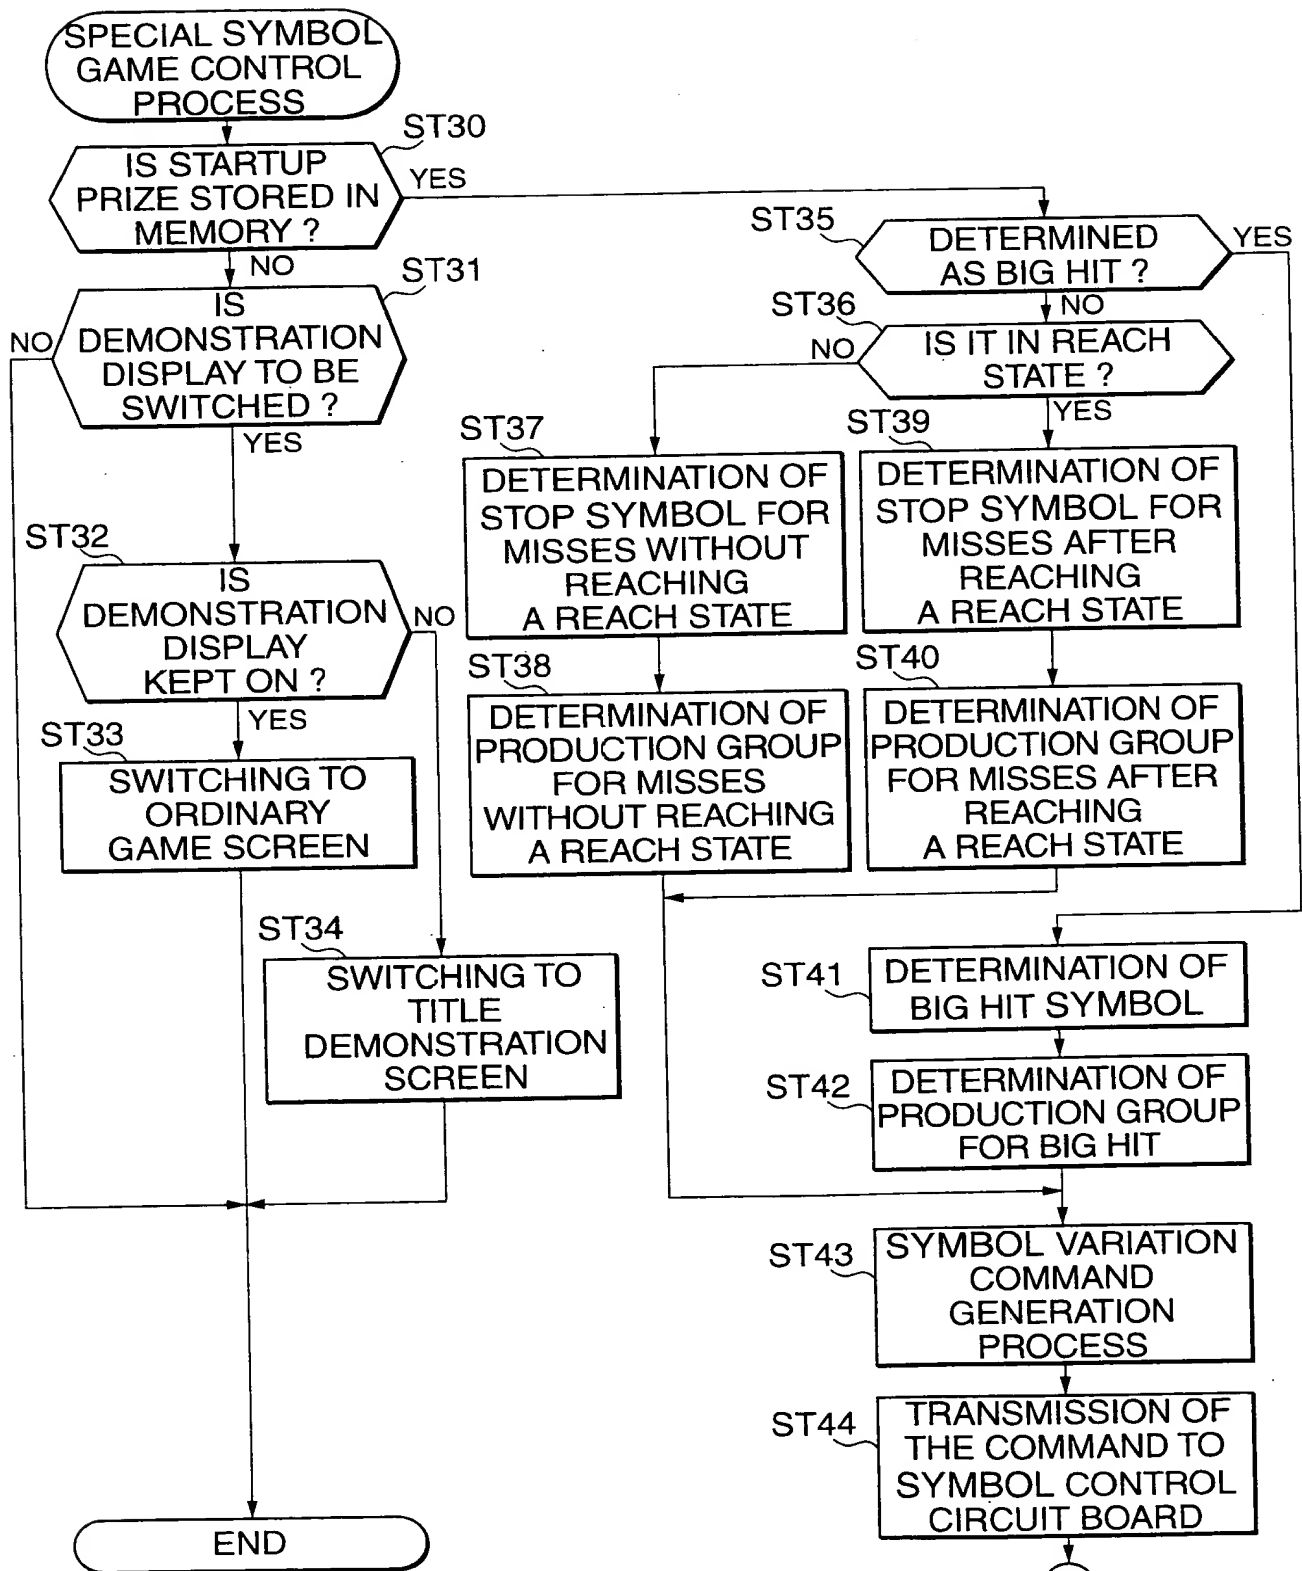 SPECIAL SYMBOL
GAME CONTROL
PROCESS
ST30
IS STARTUP
PRIZE STORED IN
MEMORY ?
YES
NO
ST31
IS
DEMONSTRATION
DISPLAY TO BE
SWITCHED ?
NO
YES
ST32
IS
DEMONSTRATION
DISPLAY
KEPT ON ?
NO
YES
ST33
SWITCHING TO
ORDINARY
GAME SCREEN
ST34
SWITCHING TO
TITLE
DEMONSTRATION
SCREEN
END
ST35
DETERMINED
AS BIG HIT ?
YES
NO
ST36
IS IT IN REACH
STATE ?
NO
YES
ST37
DETERMINATION OF
STOP SYMBOL FOR
MISSES WITHOUT
REACHING
A REACH STATE
ST38
DETERMINATION OF
PRODUCTION GROUP
FOR MISSES
WITHOUT REACHING
A REACH STATE
ST39
DETERMINATION OF
STOP SYMBOL FOR
MISSES AFTER
REACHING
A REACH STATE
ST40
DETERMINATION OF
PRODUCTION GROUP
FOR MISSES AFTER
REACHING
A REACH STATE
ST41
DETERMINATION OF
BIG HIT SYMBOL
ST42
DETERMINATION OF
PRODUCTION GROUP
FOR BIG HIT
ST43
SYMBOL VARIATION
COMMAND
GENERATION
PROCESS
ST44
TRANSMISSION OF
THE COMMAND TO
SYMBOL CONTROL
CIRCUIT BOARD